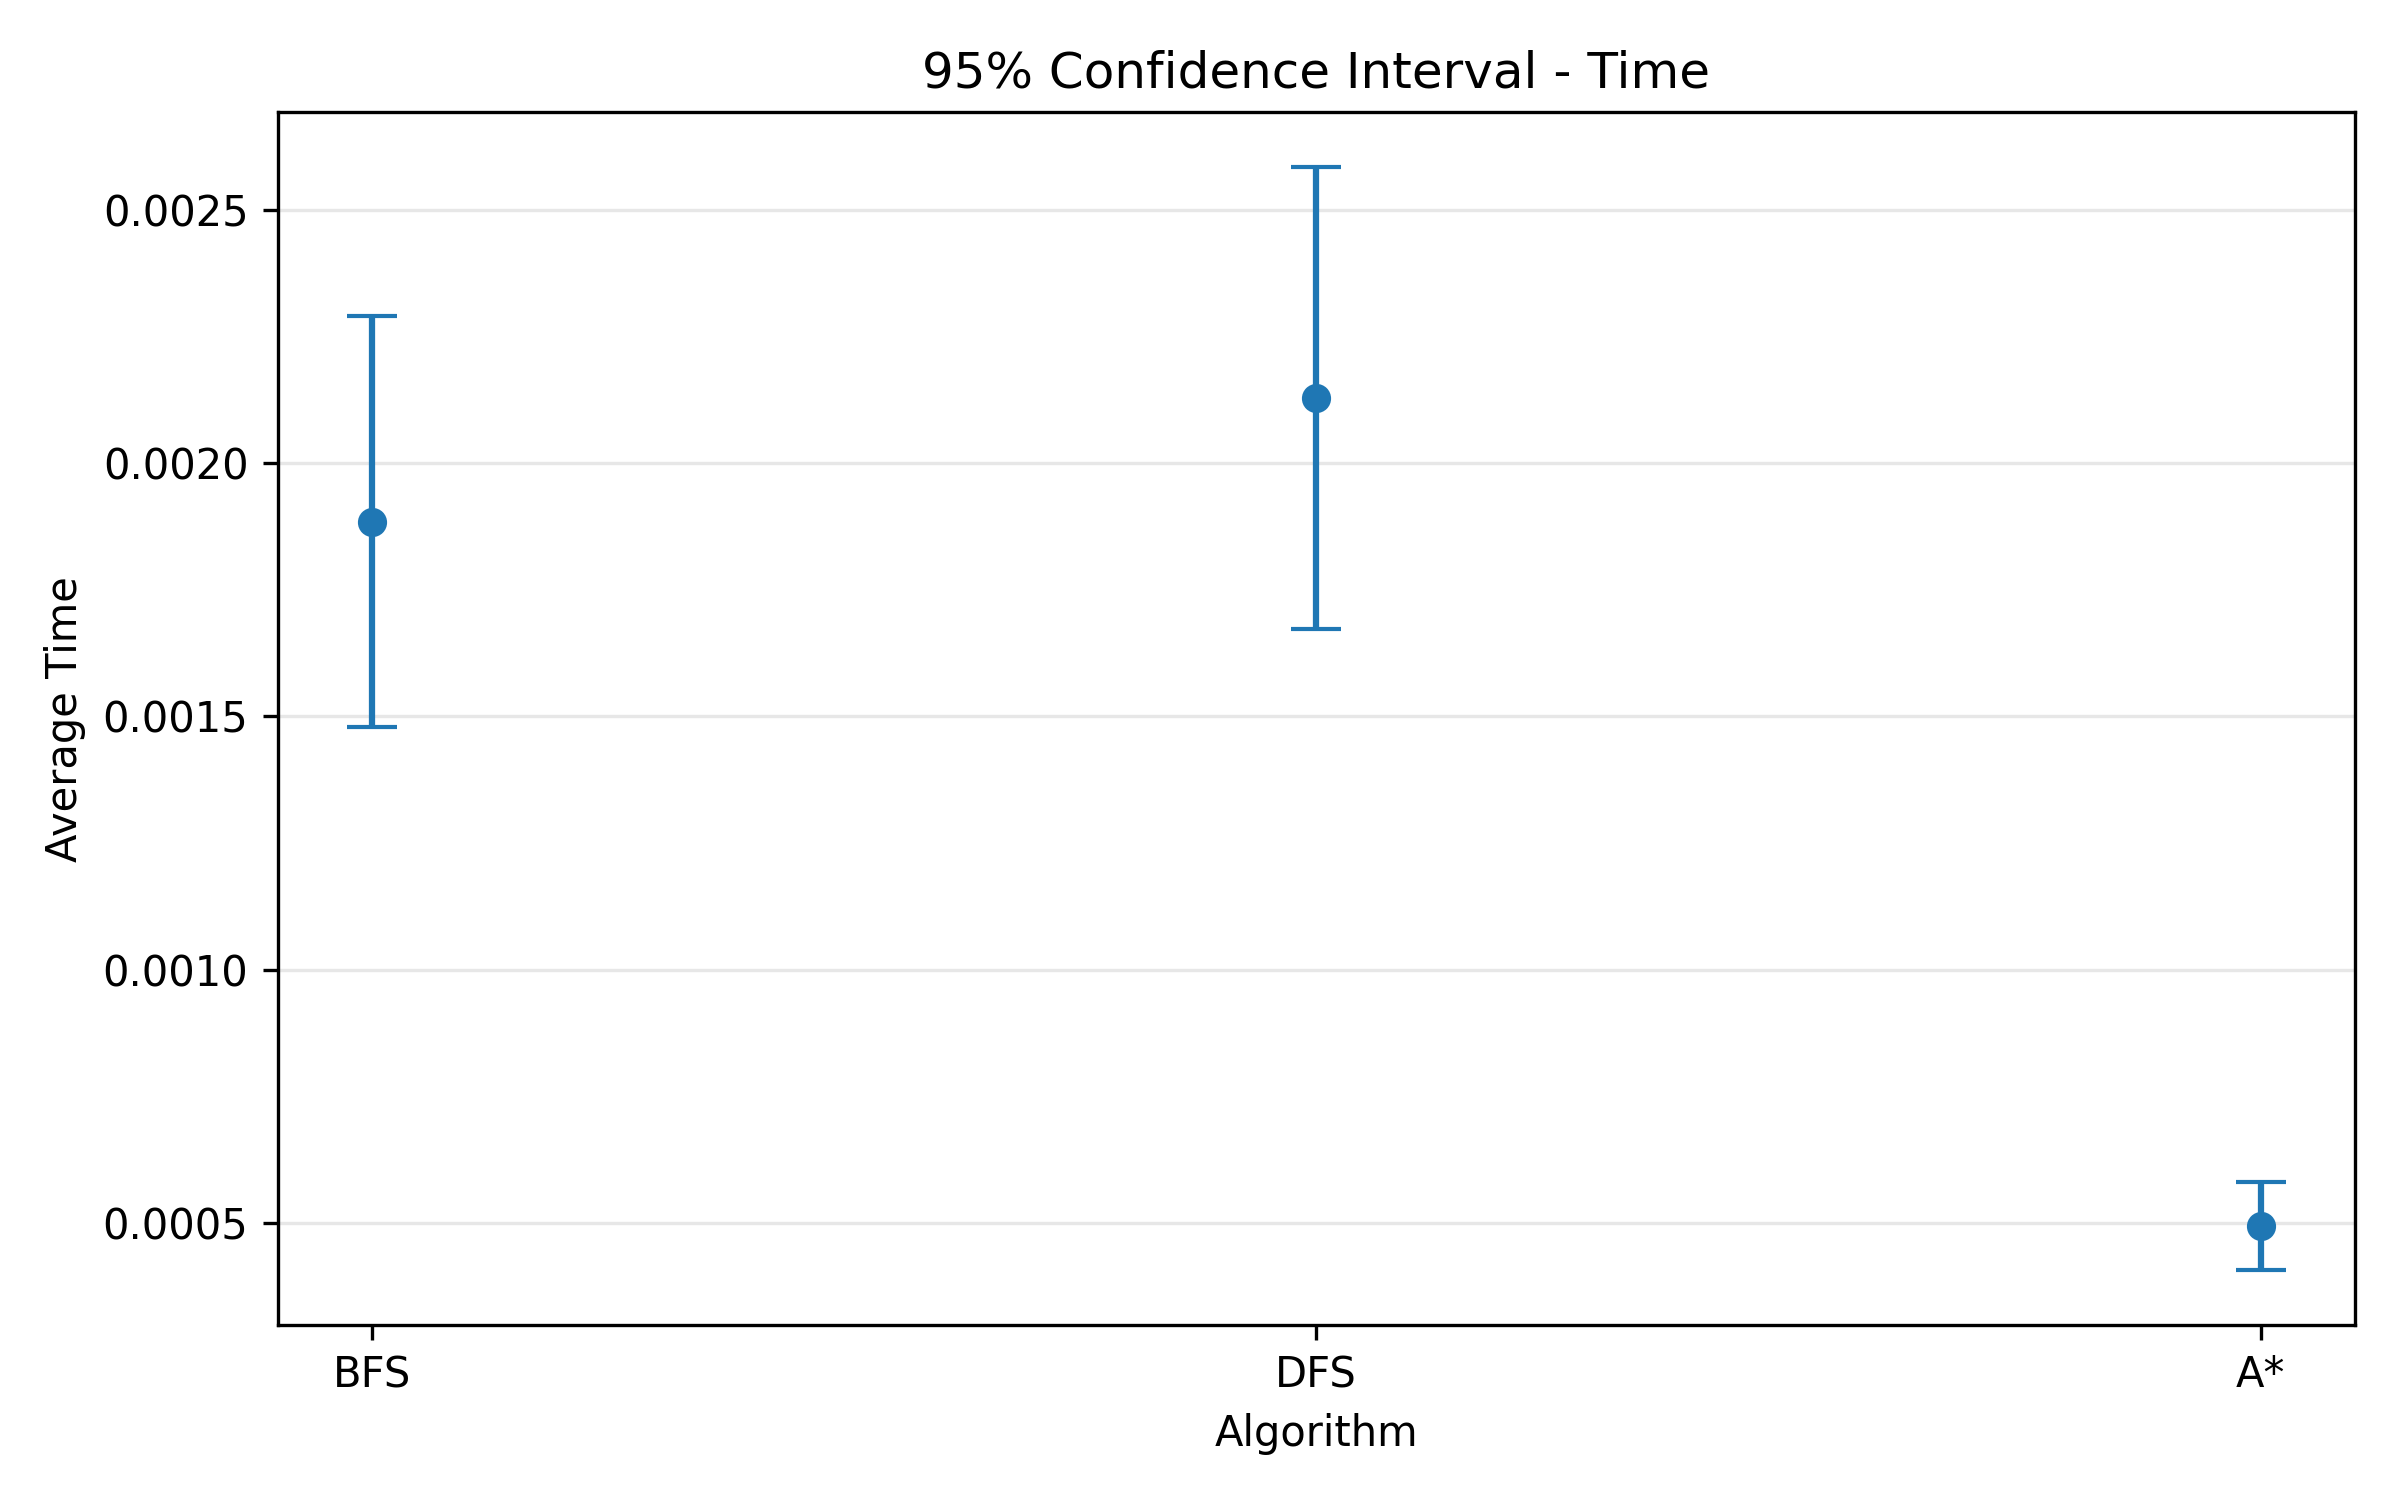 95% Confidence Interval - Time
Average Time
0.0025
0.0020
0.0015
0.0010
0.0005
BFS
DFS
A*
Algorithm